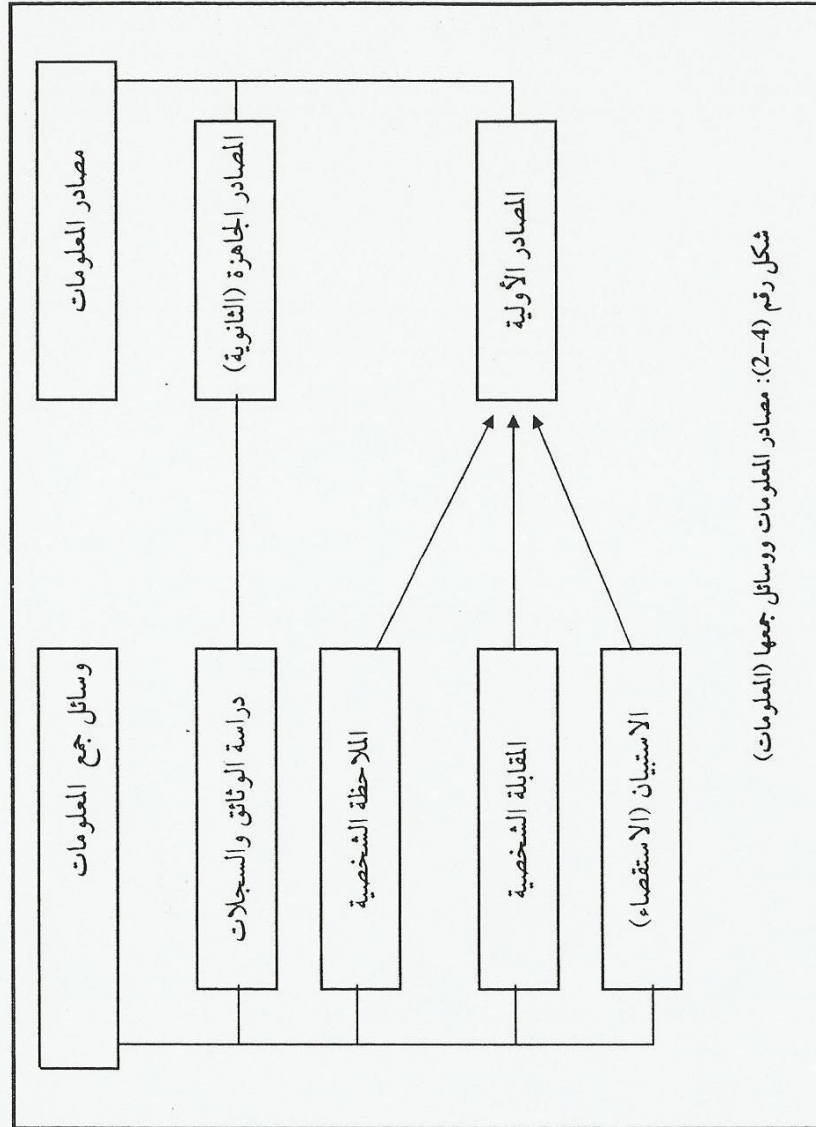 مصادر المعلومات
وسائل جمع المعلومات
المصادر الجاهزة (الثانوية)
دراسة الوثائق والسجلات
الملاحظة الشخصية
المصادر الأولية
المقابلة الشخصية
الاستبيان (الاستقصاء)
شكل رقم (4–2): مصادر المعلومات ووسائل جمعها (المعلومات)